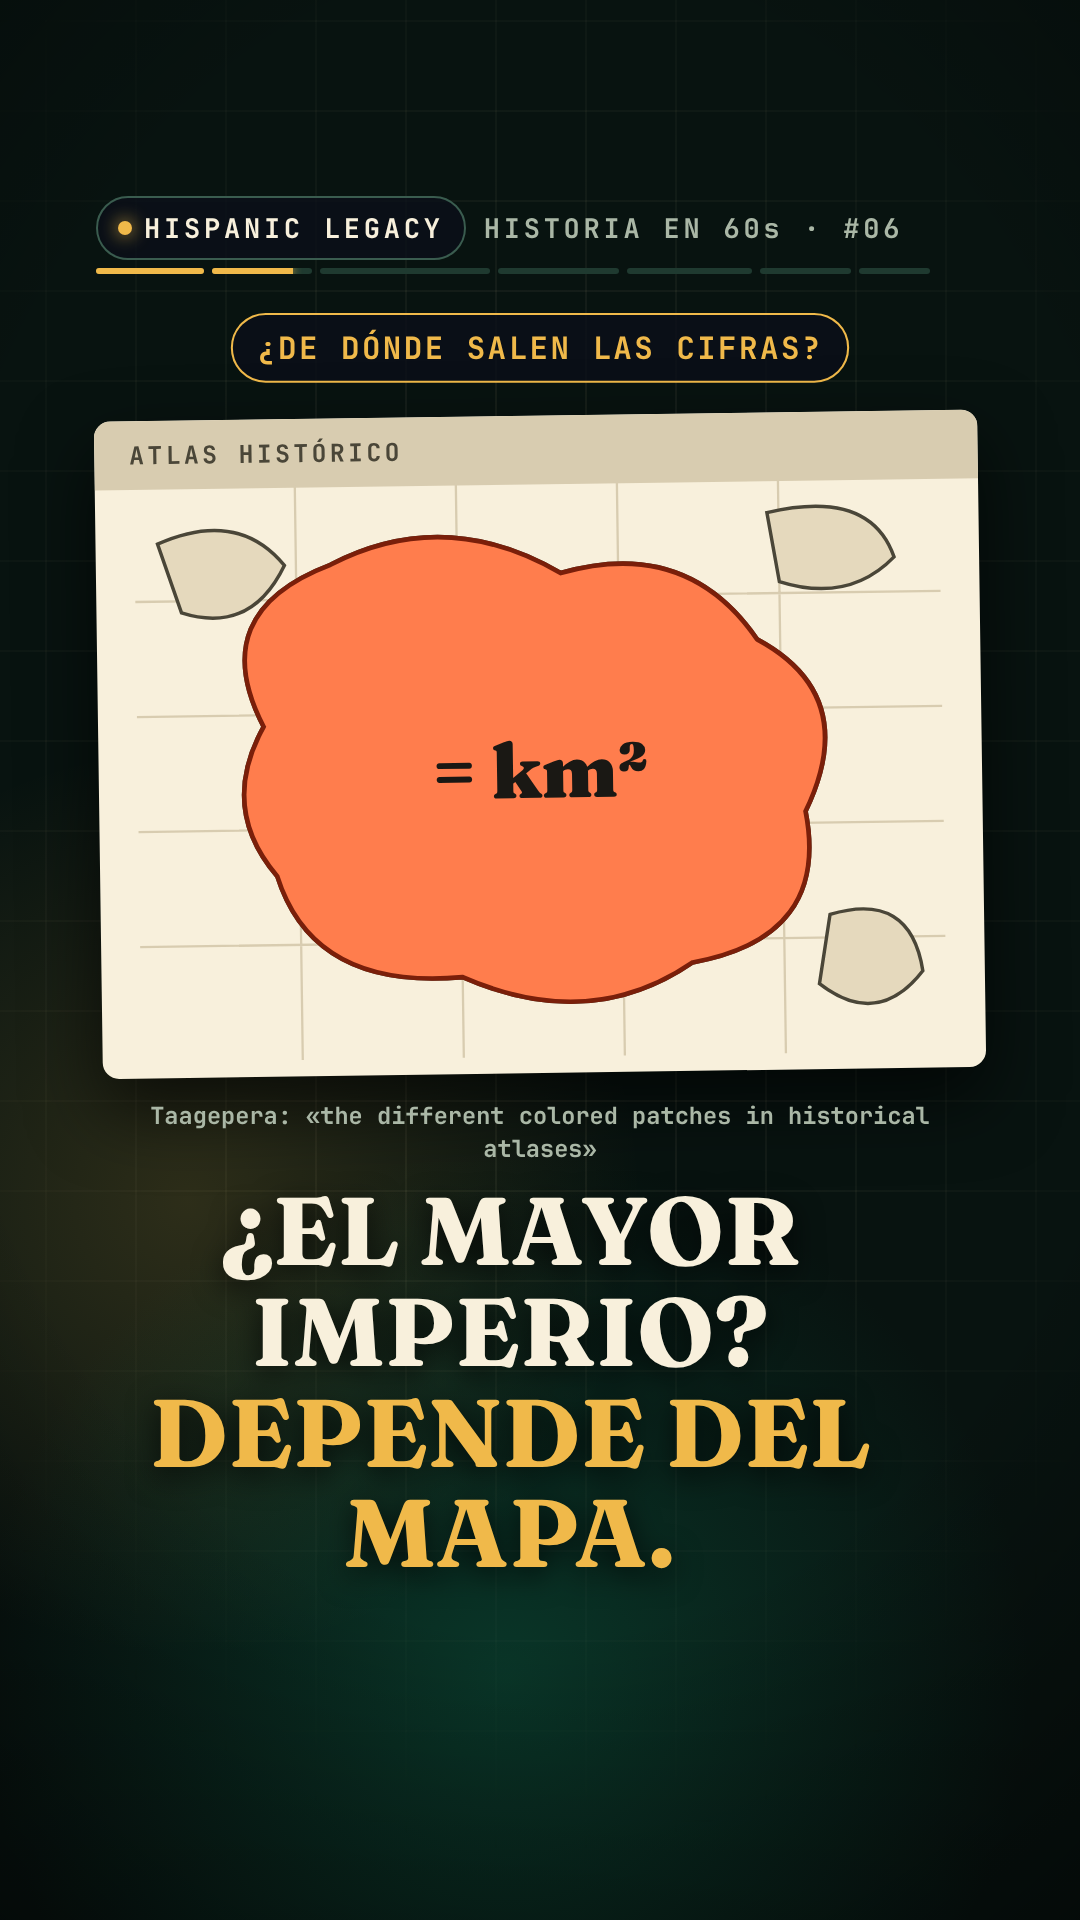 HISPANIC LEGACY HISTORIA EN 60s · #06
¿DE DÓNDE SALEN LAS CIFRAS?
ATLAS HISTÓRICO
= km²
Taagepera: «the different colored patches in historical
atlases»
¿EL MAYOR
IMPERIO?
DEPENDE DEL
MAPA.